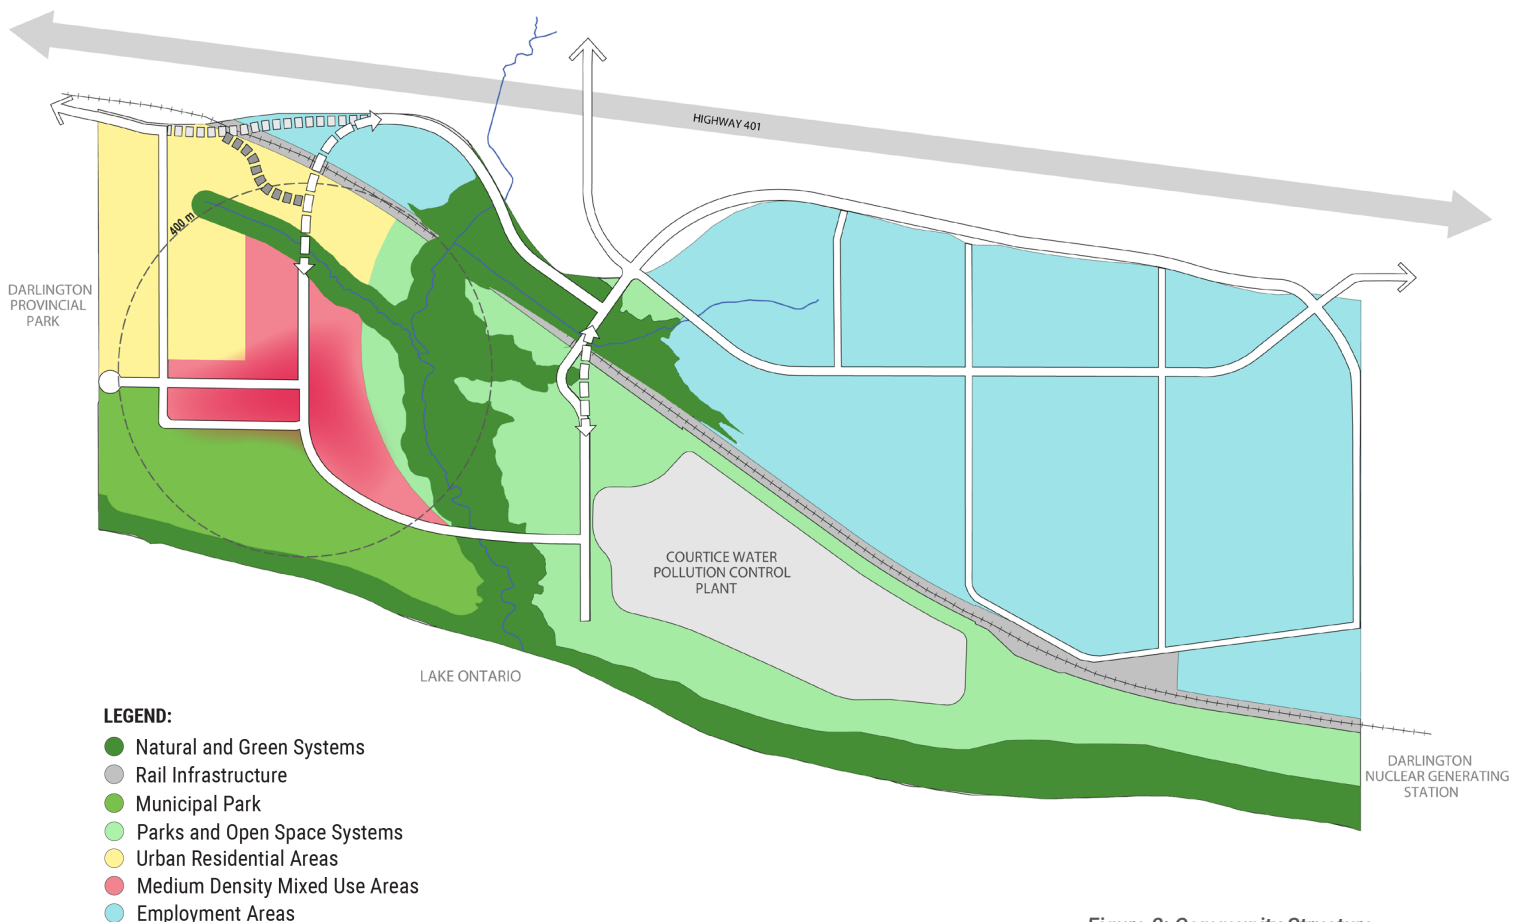 HIGHWAY 401
400 m
DARLINGTON
PROVINCIAL
PARK
COURTICE WATER
POLLUTION CONTROL
PLANT
LAKE ONTARIO
LEGEND:
Natural and Green Systems
Rail Infrastructure
Municipal Park
Parks and Open Space Systems
Urban Residential Areas
Medium Density Mixed Use Areas
Employment Areas
DARLINGTON
NUCLEAR GENERATING
STATION